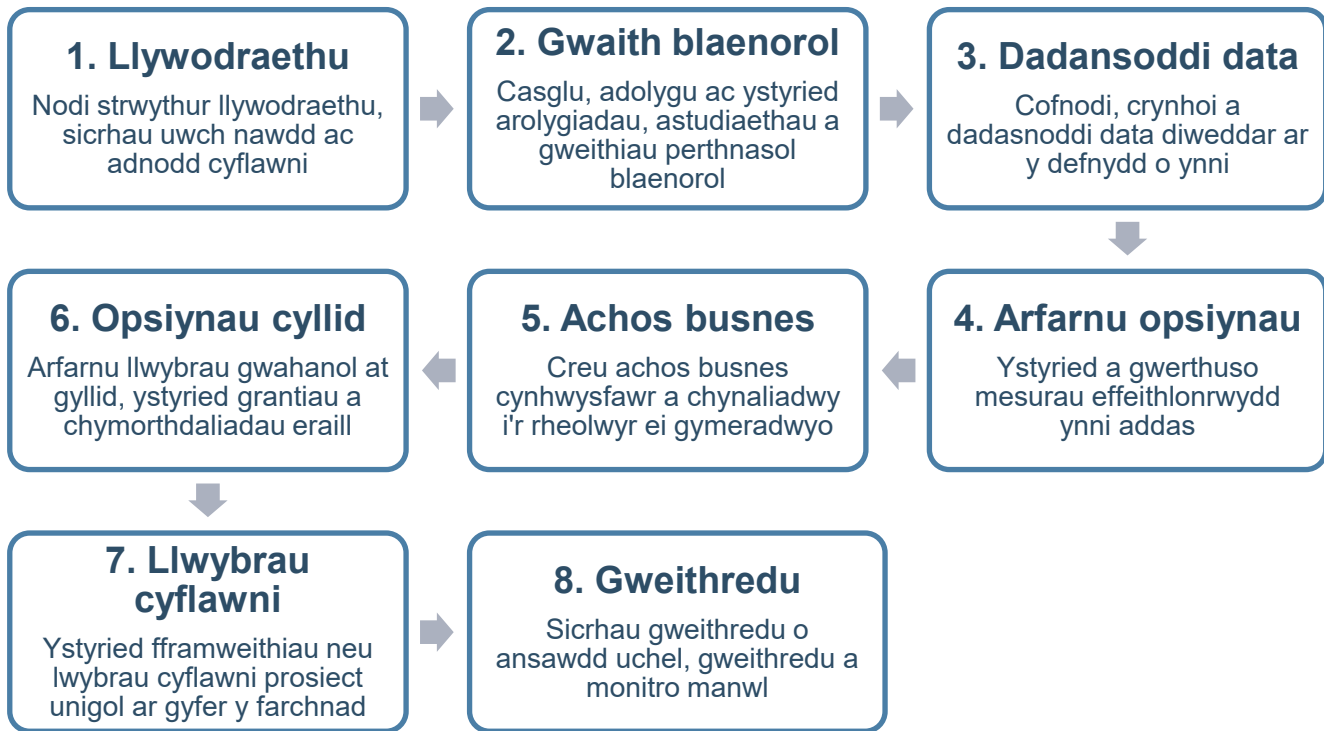 1. Llywodraethu
Nodi strwythur llywodraethu,
sicrhau uwch nawdd ac
adnodd cyflawni
2. Gwaith blaenorol
Casglu, adolygu ac ystyried
arolygiadau, astudiaethau a
gweithiau perthnasol
blaenorol
3. Dadansoddi data
Cofnodi, crynhoi a
dadasnoddi data diweddar ar
y defnydd o ynni
4. Arfarnu opsiynau
Ystyried a gwerthuso
mesurau effeithlonrwydd
ynni addas
5. Achos busnes
Creu achos busnes
cynhwysfawr a chynaliadwy
i'r rheolwyr ei gymeradwyo
6. Opsiynau cyllid
Arfarnu llwybrau gwahanol at
gyllid, ystyried grantiau a
chymorthdaliadau eraill
7. Llwybrau
cyflawni
Ystyried fframweithiau neu
lwybrau cyflawni prosiect
unigol ar gyfer y farchnad
8. Gweithredu
Sicrhau gweithredu o
ansawdd uchel, gweithredu a
monitro manwl